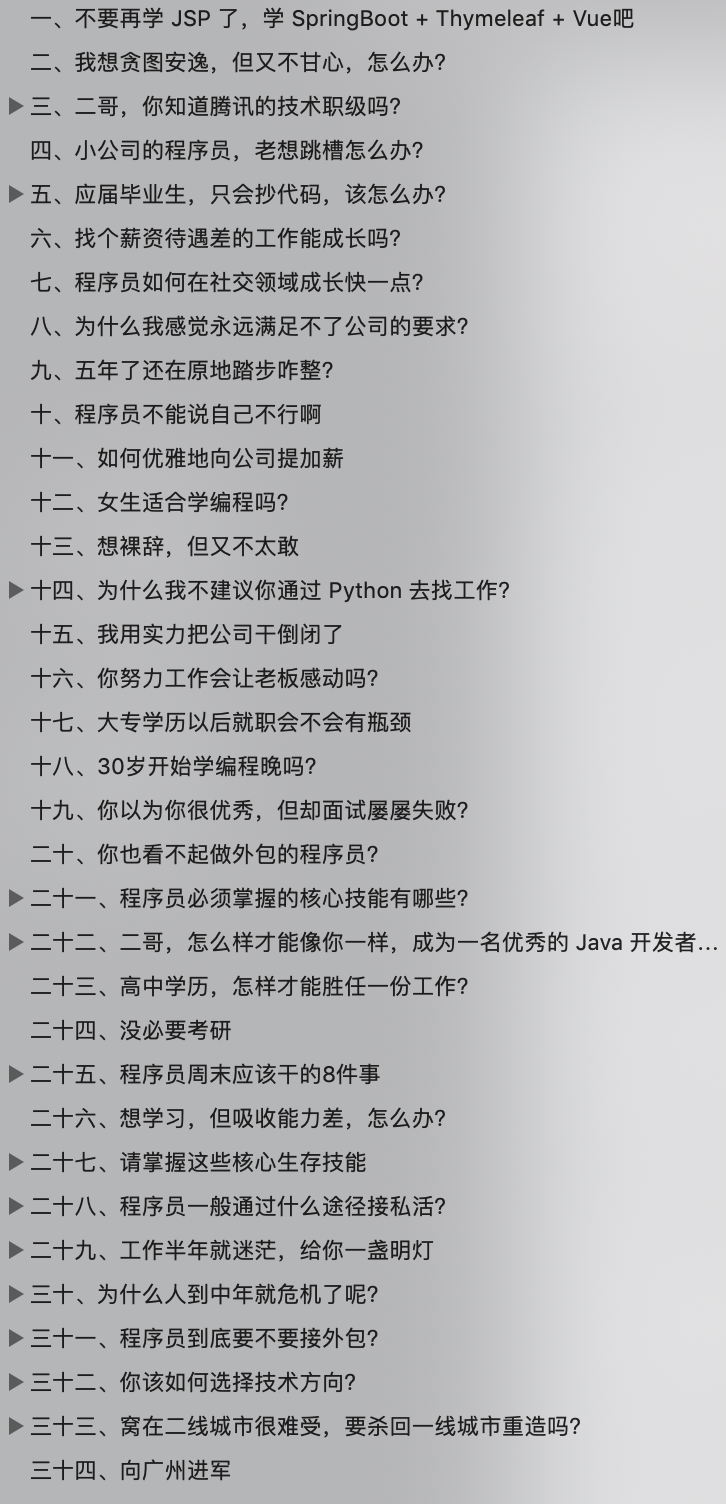 一、不要再学 JSP 了，学 SpringBoot + Thymeleaf + Vue吧
二、我想贪图安逸，但又不甘心，怎么办？
三、二哥，你知道腾讯的技术职级吗？
四、小公司的程序员，老想跳槽怎么办？
五、应届毕业生，只会抄代码，该怎么办？
六、找个薪资待遇差的工作能成长吗？
七、程序员如何在社交领域成长快一点？
八、为什么我感觉永远满足不了公司的要求？
九、五年了还在原地踏步咋整？
十、程序员不能说自己不行啊
十一、如何优雅地向公司提加薪
十二、女生适合学编程吗？
十三、想裸辞，但又不太敢
十四、为什么我不建议你通过 Python 去找工作？
十五、我用实力把公司干倒闭了
十六、你努力工作会让老板感动吗？
十七、大专学历以后就职会不会有瓶颈
十八、30岁开始学编程晚吗？
十九、你以为你很优秀，但却面试屡屡失败？
二十、你也看不起做外包的程序员？
二十一、程序员必须掌握的核心技能有哪些？
二十二、二哥，怎么样才能像你一样，成为一名优秀的 Java 开发者...
二十三、高中学历，怎样才能胜任一份工作？
二十四、没必要考研
二十五、程序员周末应该干的8件事
二十六、想学习，但吸收能力差，怎么办？
二十七、请掌握这些核心生存技能
二十八、程序员一般通过什么途径接私活？
二十九、工作半年就迷茫，给你一盏明灯
三十、为什么人到中年就危机了呢？
三十一、程序员到底要不要接外包？
三十二、你该如何选择技术方向？
三十三、窝在二线城市很难受，要杀回一线城市重造吗？
三十四、向广州进军